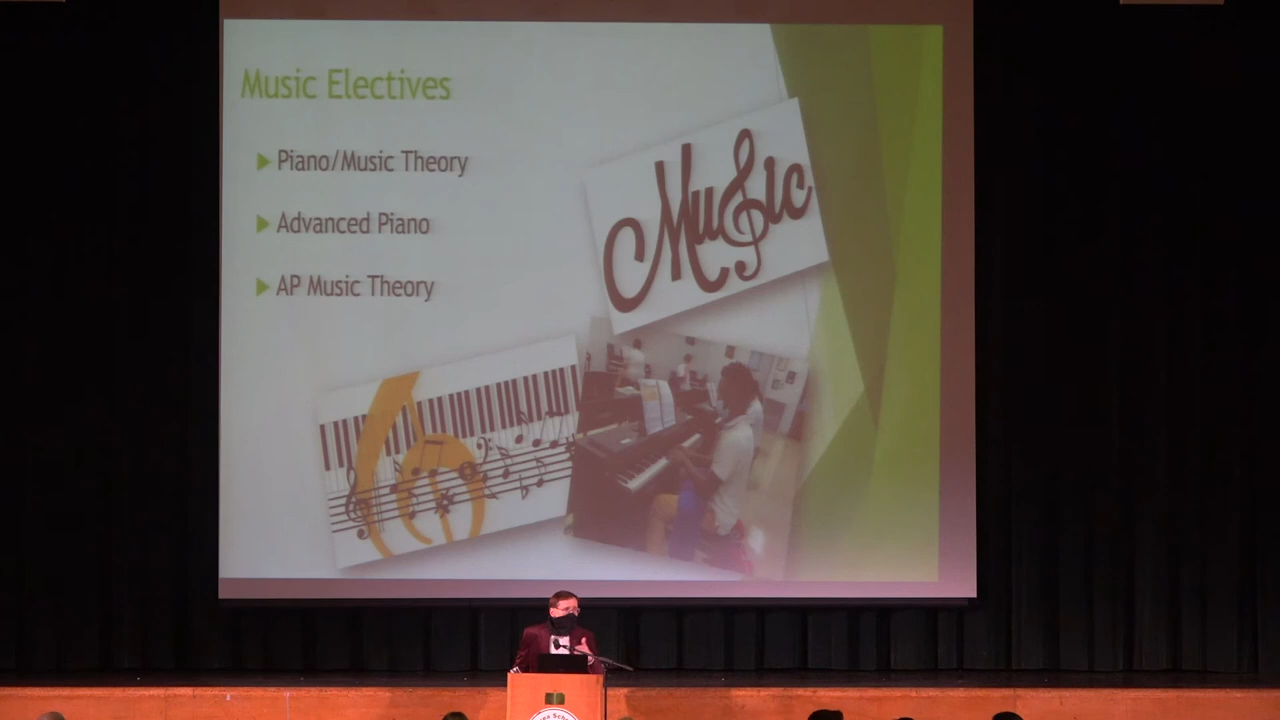 Music Electives
Piano/Music Theory
Advanced Piano
AP Music Theory
Music